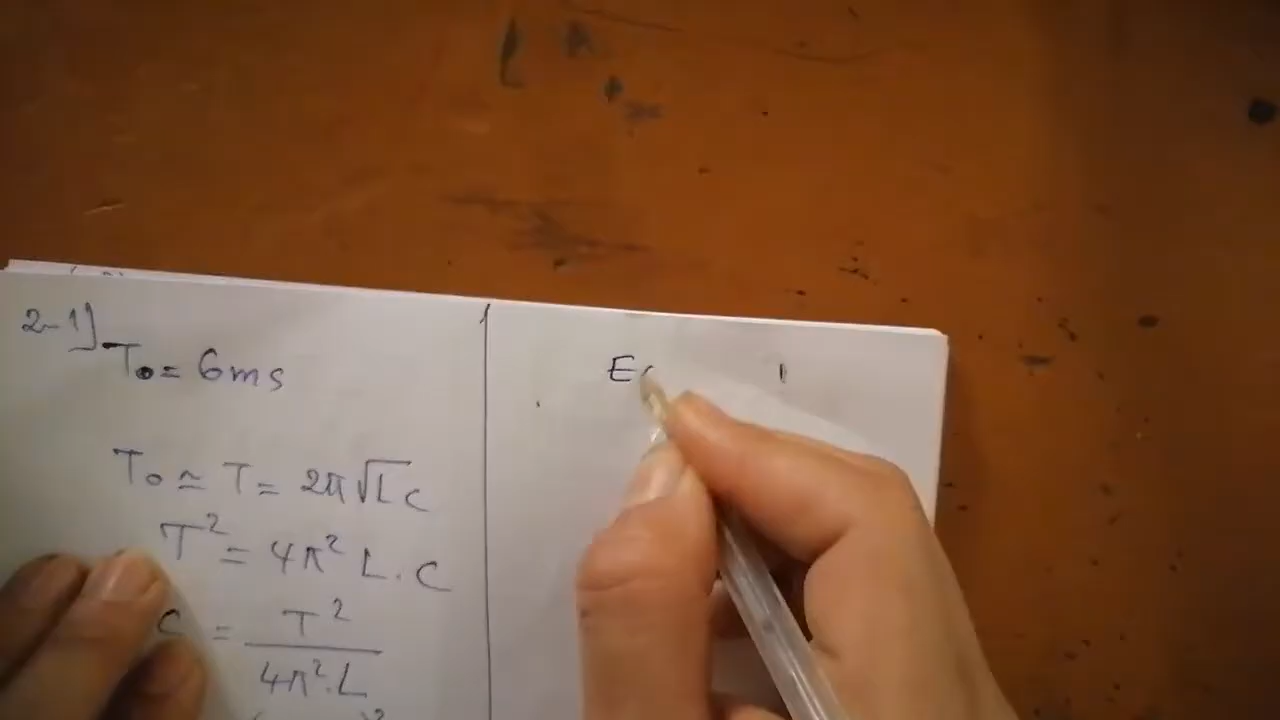 2-1)
T₀ = 6ms
T₀ ≃ T = 2π√LC
T² = 4π² L . C
C = T² / 4π².L
E